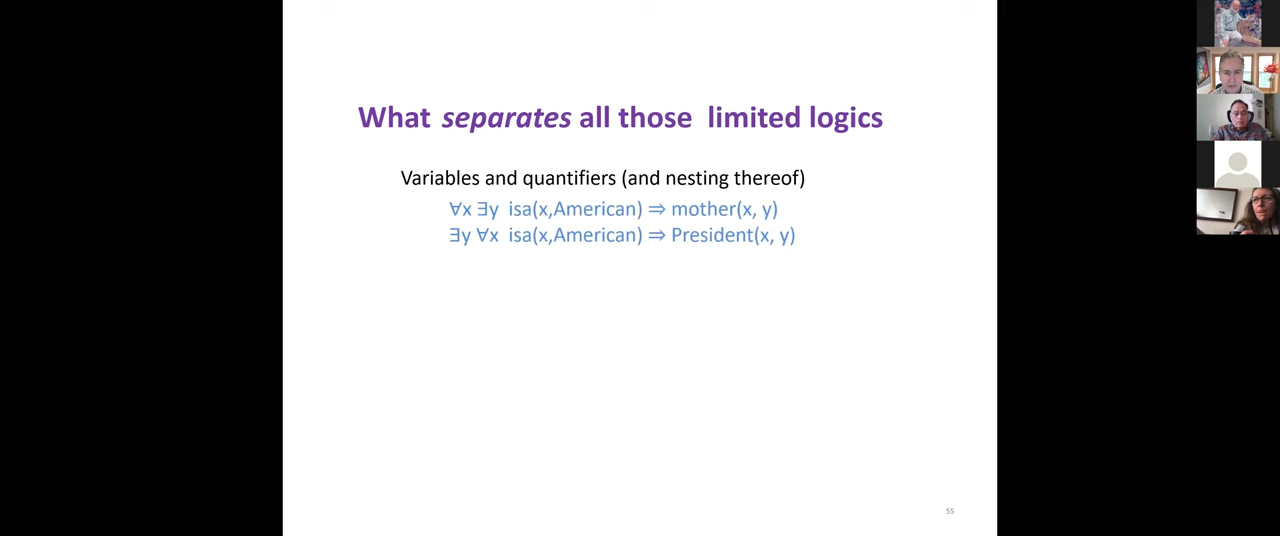 What separates all those limited logics
Variables and quantifiers (and nesting thereof)
∀x ∃y isa(x,American) ⇒ mother(x, y)
∃y ∀x isa(x,American) ⇒ President(x, y)
55